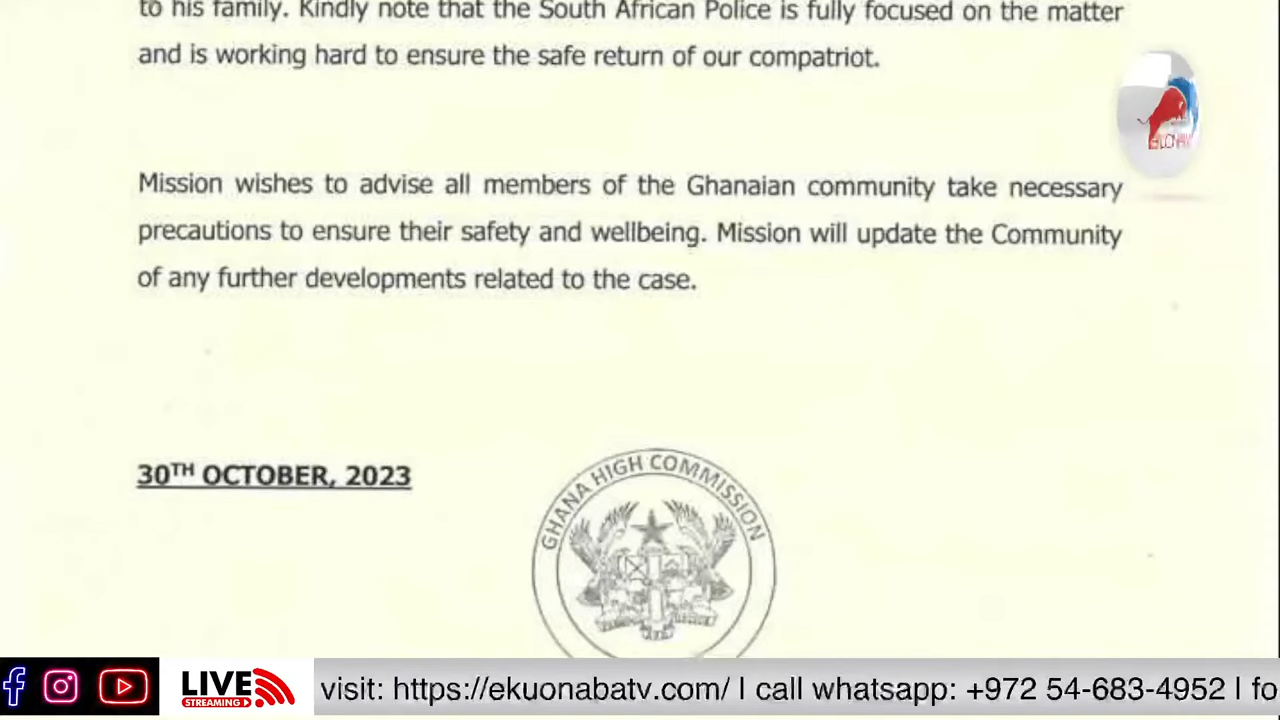 to his family. Kindly note that the South African Police is fully focused on the matter
and is working hard to ensure the safe return of our compatriot.
Mission wishes to advise all members of the Ghanaian community take necessary
precautions to ensure their safety and wellbeing. Mission will update the Community
of any further developments related to the case.
30TH OCTOBER, 2023
GHANA HIGH COMMISSION
LIVE
STREAMING
visit: https://ekuonabatv.com/ | call whatsapp: +972 54-683-4952 | fo